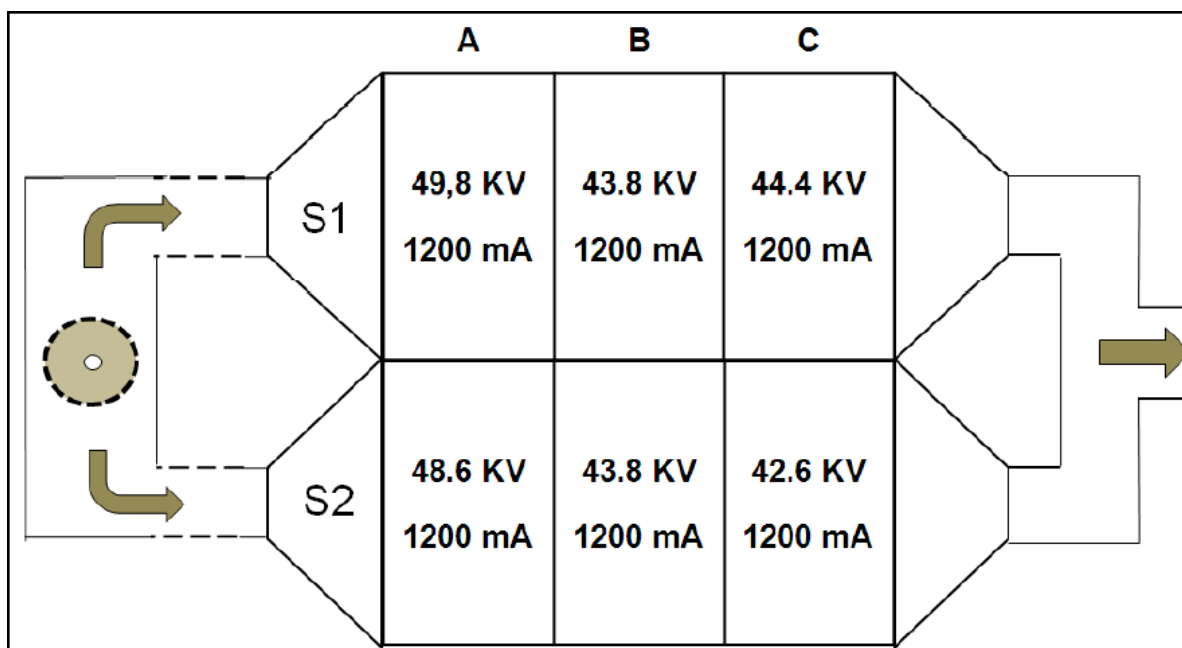 A B C
S1
49,8 KV 43.8 KV 44.4 KV
1200 mA 1200 mA 1200 mA
S2
48.6 KV 43.8 KV 42.6 KV
1200 mA 1200 mA 1200 mA